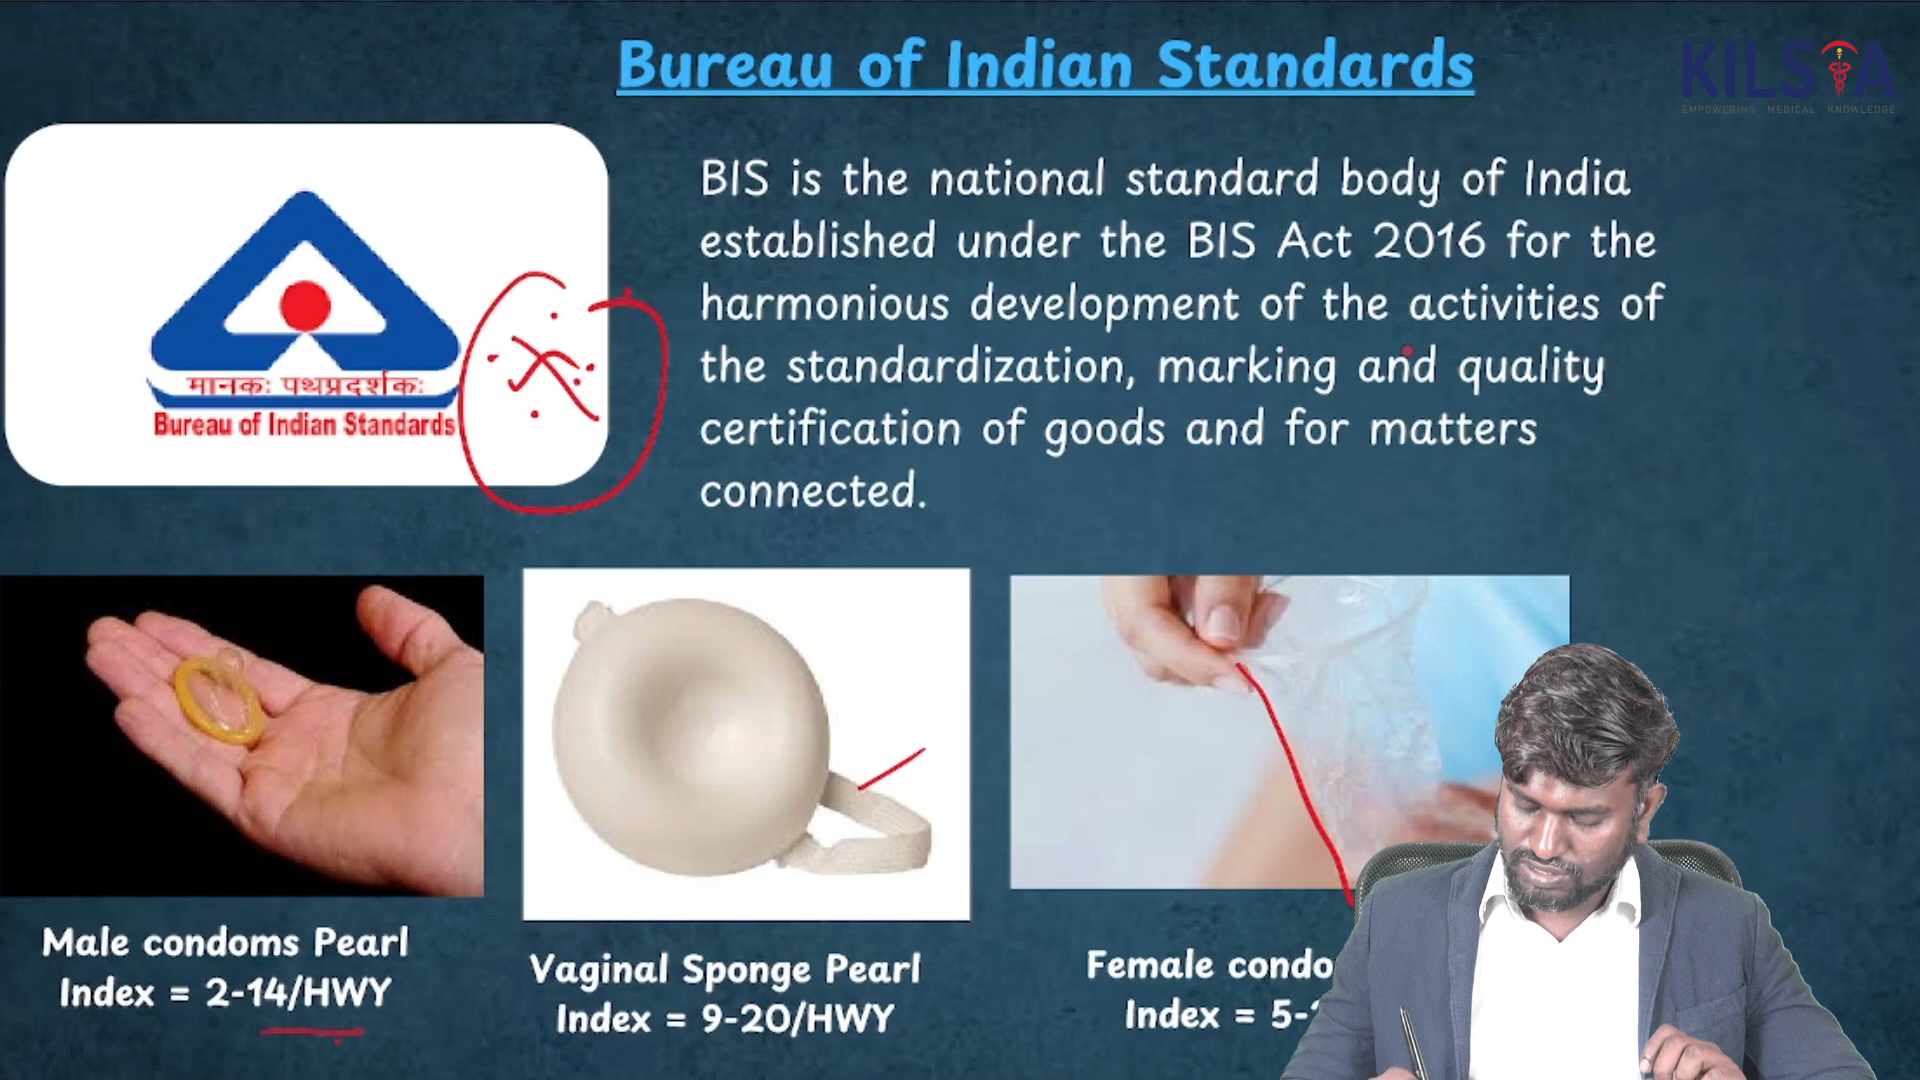 Bureau of Indian Standards
KILSTA
EMPOWERING MEDICAL KNOWLEDGE
BIS is the national standard body of India
established under the BIS Act 2016 for the
harmonious development of the activities of
the standardization, marking and quality
certification of goods and for matters
connected.
मानकः पथप्रदर्शकः
Bureau of Indian Standards
Male condoms Pearl
Index = 2-14/HWY
Vaginal Sponge Pearl
Index = 9-20/HWY
Female condo
Index = 5-